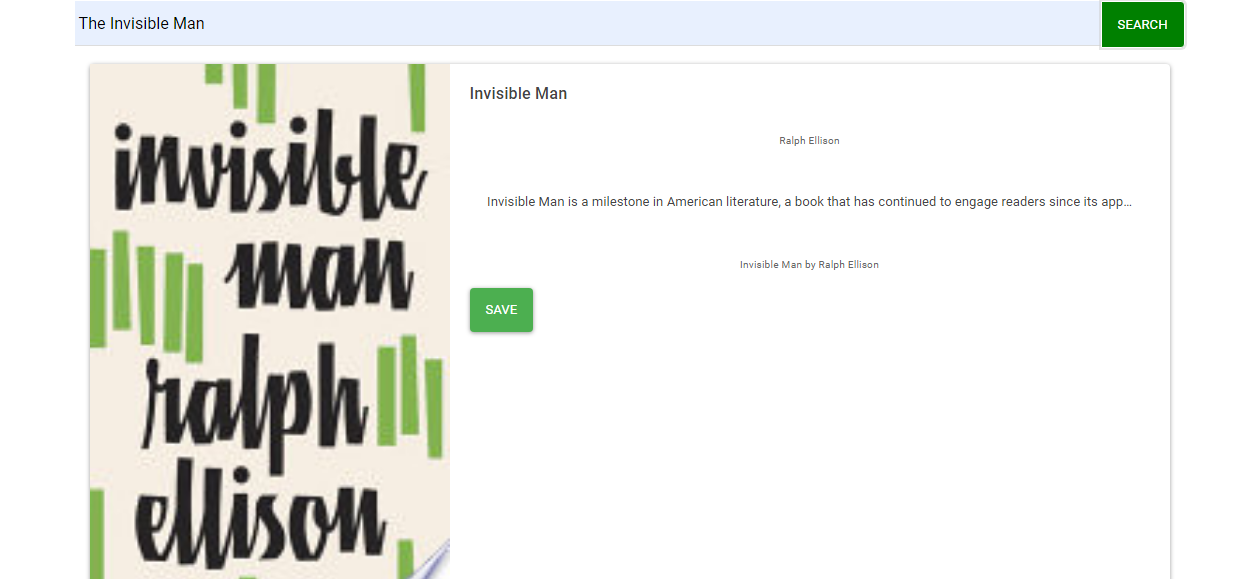 The Invisible Man
SEARCH
invisible
man
ralph
ellison
Invisible Man
Ralph Ellison
Invisible Man is a milestone in American literature, a book that has continued to engage readers since its app...
Invisible Man by Ralph Ellison
SAVE